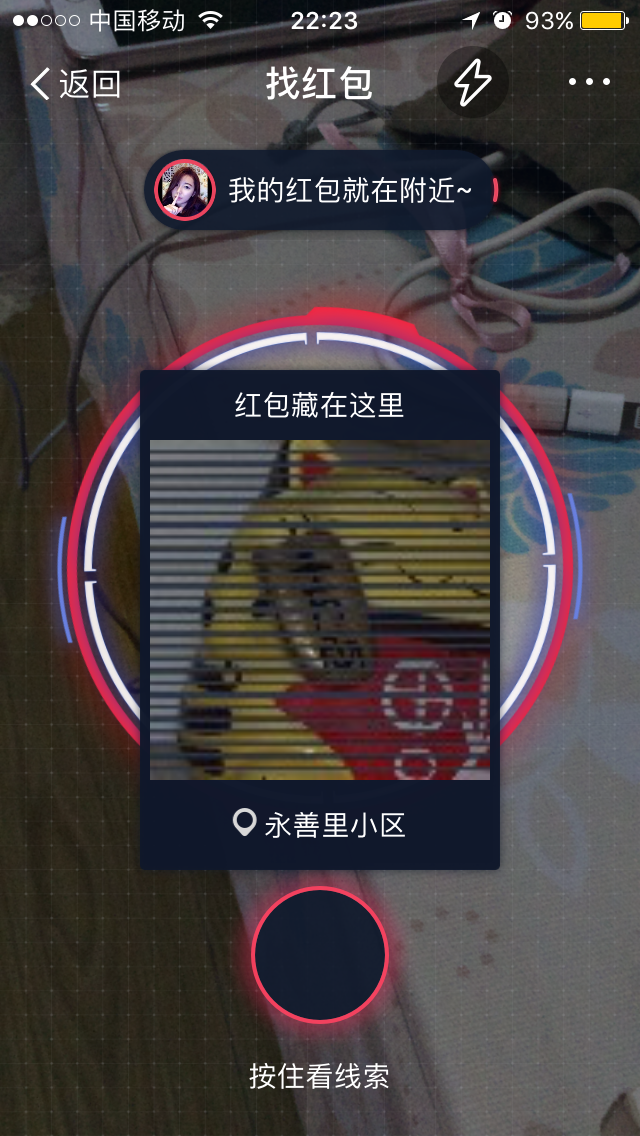 中国移动 22:23 93%
返回 找红包
我的红包就在附近~
红包藏在这里
永善里小区
按住看线索